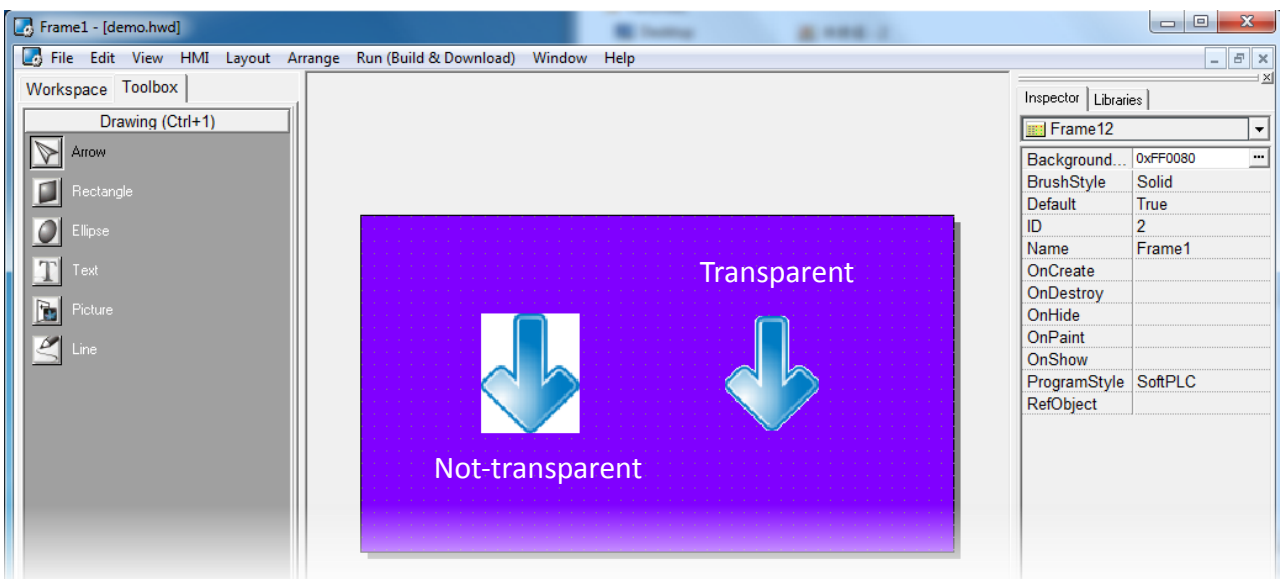 Frame1 - [demo.hwd]
File Edit View HMI Layout Arrange Run (Build & Download) Window Help
Workspace Toolbox
Drawing (Ctrl+1)
Arrow
Rectangle
Ellipse
Text
Picture
Line
Transparent
Not-transparent
Inspector Libraries
Frame12
Background... 0xFF0080 ...
BrushStyle Solid
Default True
ID 2
Name Frame1
OnCreate
OnDestroy
OnHide
OnPaint
OnShow
ProgramStyle SoftPLC
RefObject